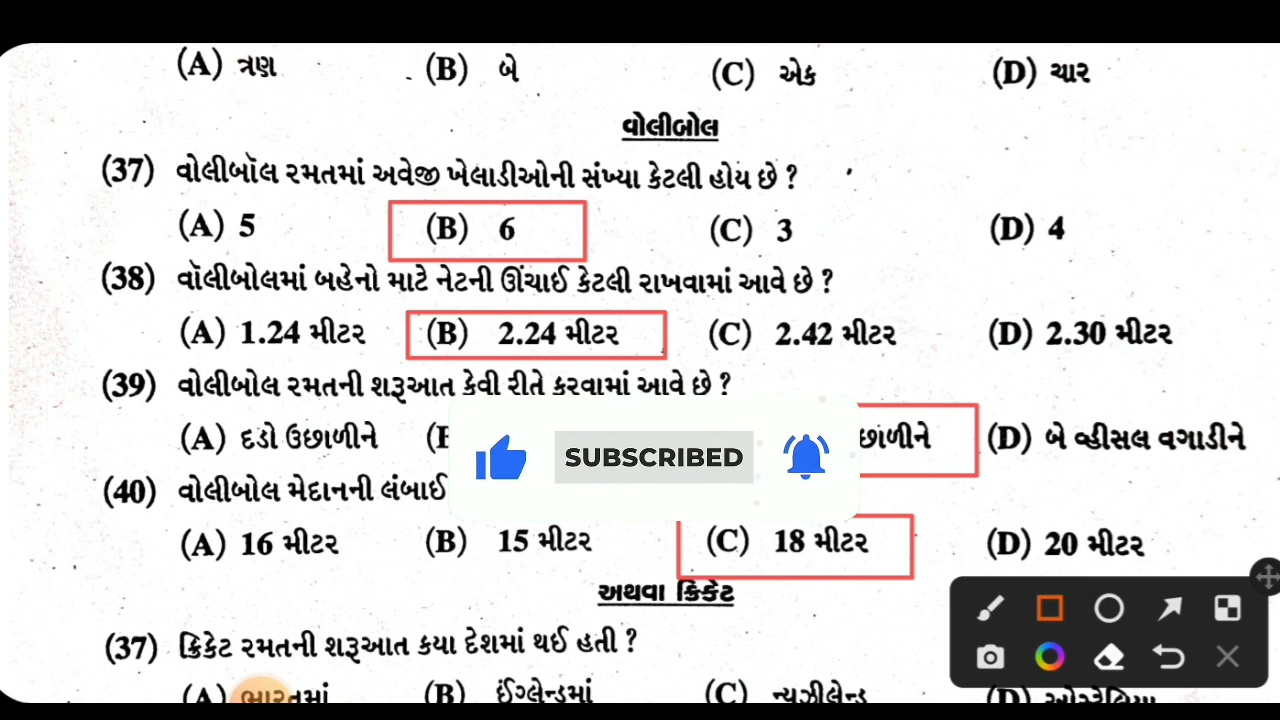 (A) ત્રણ (B) બે (C) એક (D) ચાર
વોલીબોલ
(37) વોલીબૉલ રમતમાં અવેજી ખેલાડીઓની સંખ્યા કેટલી હોય છે ?
(A) 5 (B) 6 (C) 3 (D) 4
(38) વૉલીબોલમાં બહેનો માટે નેટની ઊંચાઈ કેટલી રાખવામાં આવે છે ?
(A) 1.24 મીટર (B) 2.24 મીટર (C) 2.42 મીટર (D) 2.30 મીટર
(39) વોલીબોલ રમતની શરૂઆત કેવી રીતે કરવામાં આવે છે ?
(A) દડો ઉછાળીને છાળીને (D) બે વ્હીસલ વગાડીને
SUBSCRIBED
(40) વોલીબોલ મેદાનની લંબાઈ
(A) 16 મીટર (B) 15 મીટર (C) 18 મીટર (D) 20 મીટર
અથવા ક્રિકેટ
(37) ક્રિકેટ રમતની શરૂઆત કયા દેશમાં થઈ હતી ?
(A) ભારતમાં (B) ઈંગ્લેન્ડમાં (C) ન્યૂઝીલેન્ડ (D) ઓસ્ટ્રેલિયા